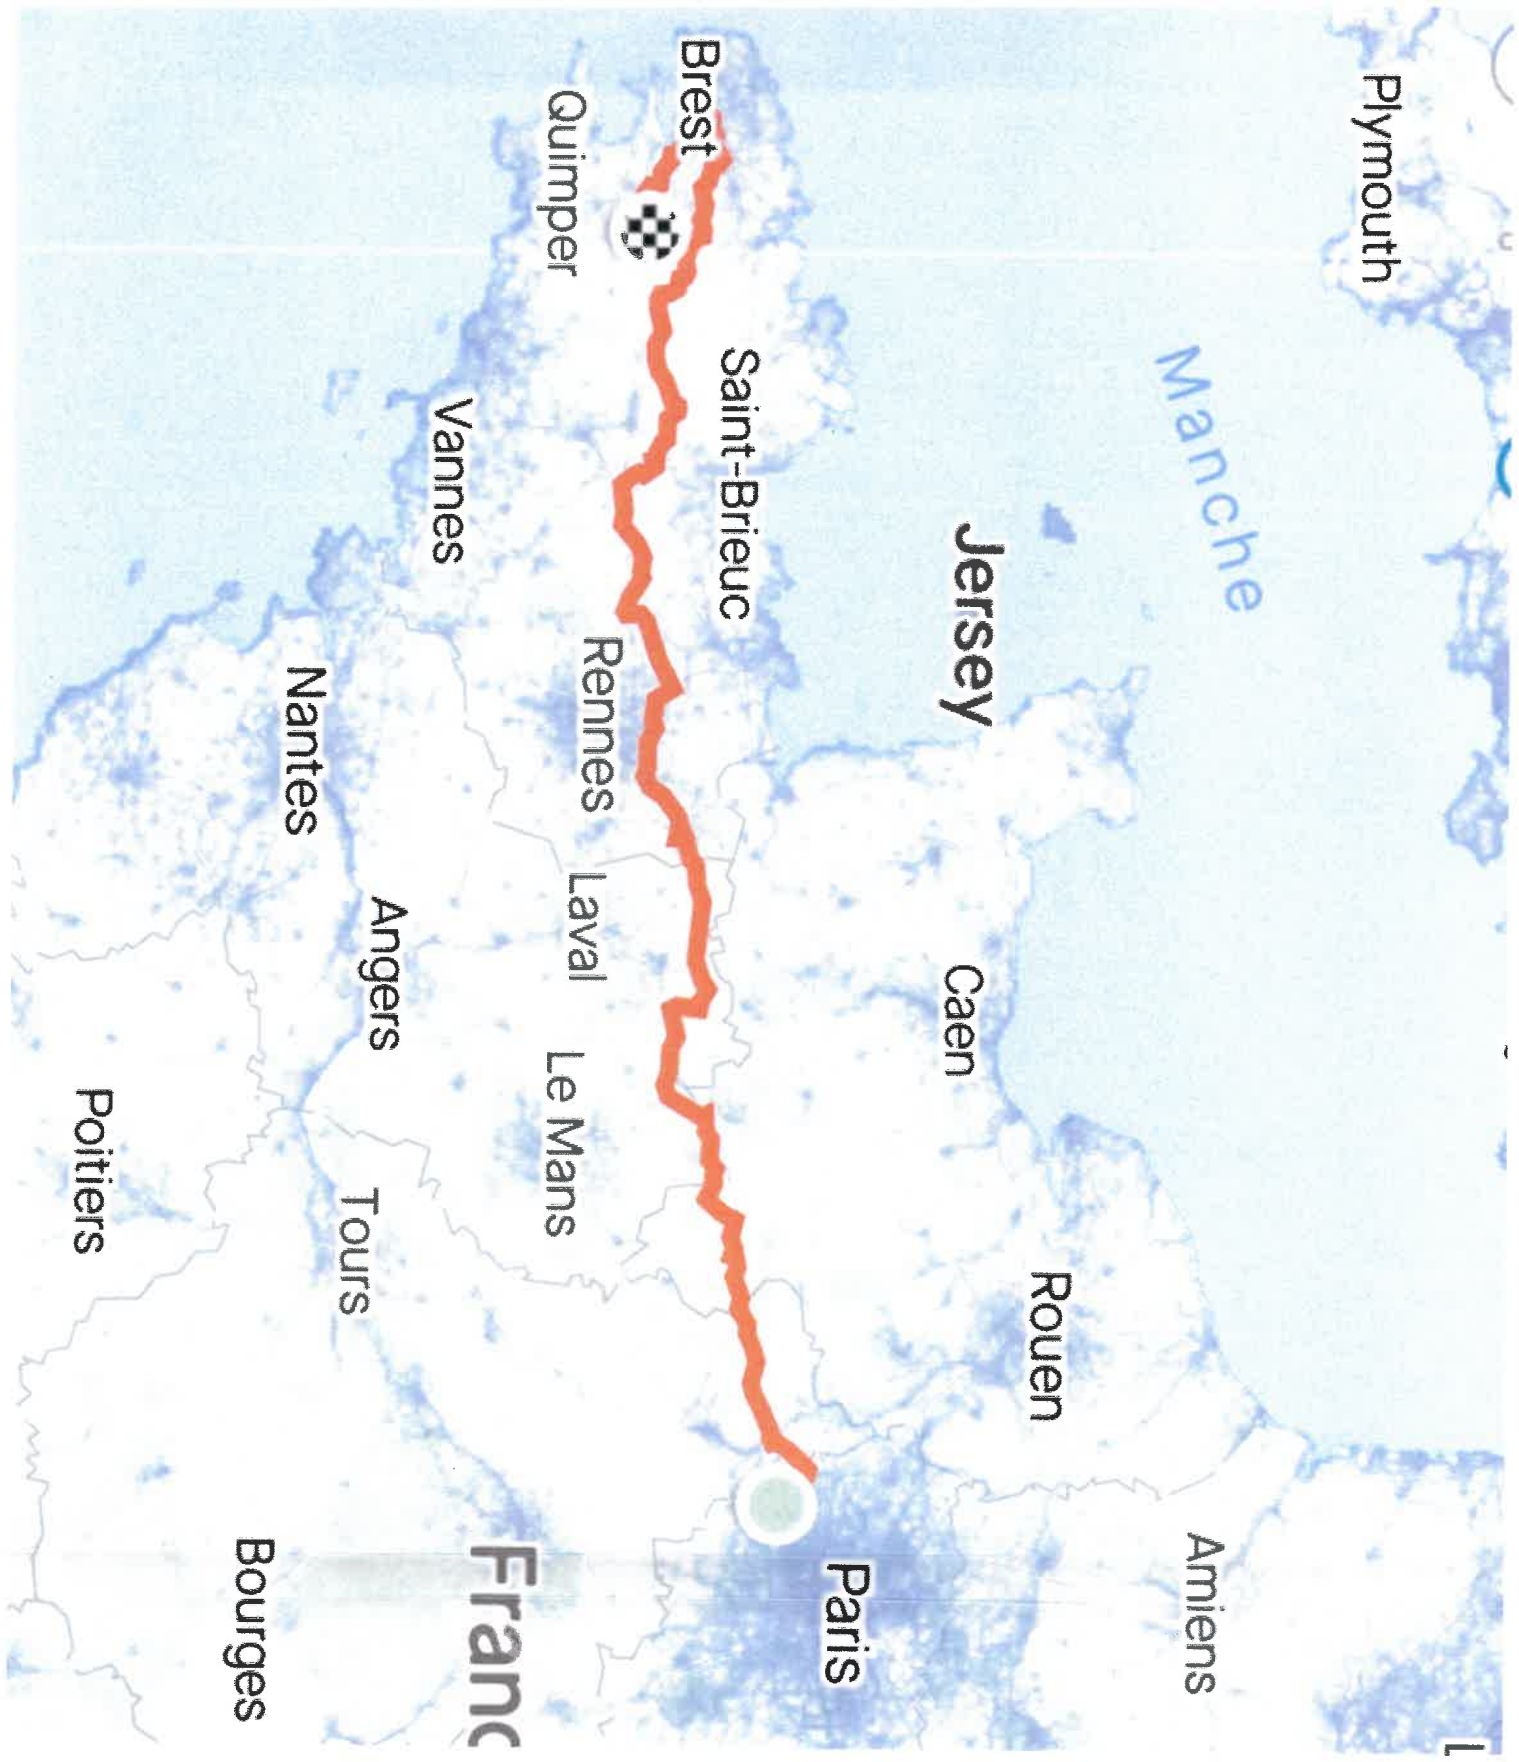 Plymouth
Manche
Jersey
Amiens
Rouen
Caen
Paris
Saint-Brieuc
Brest
Rennes
Laval
Le Mans
Quimper
Franc
Vannes
Angers
Tours
Nantes
Bourges
Poitiers
L